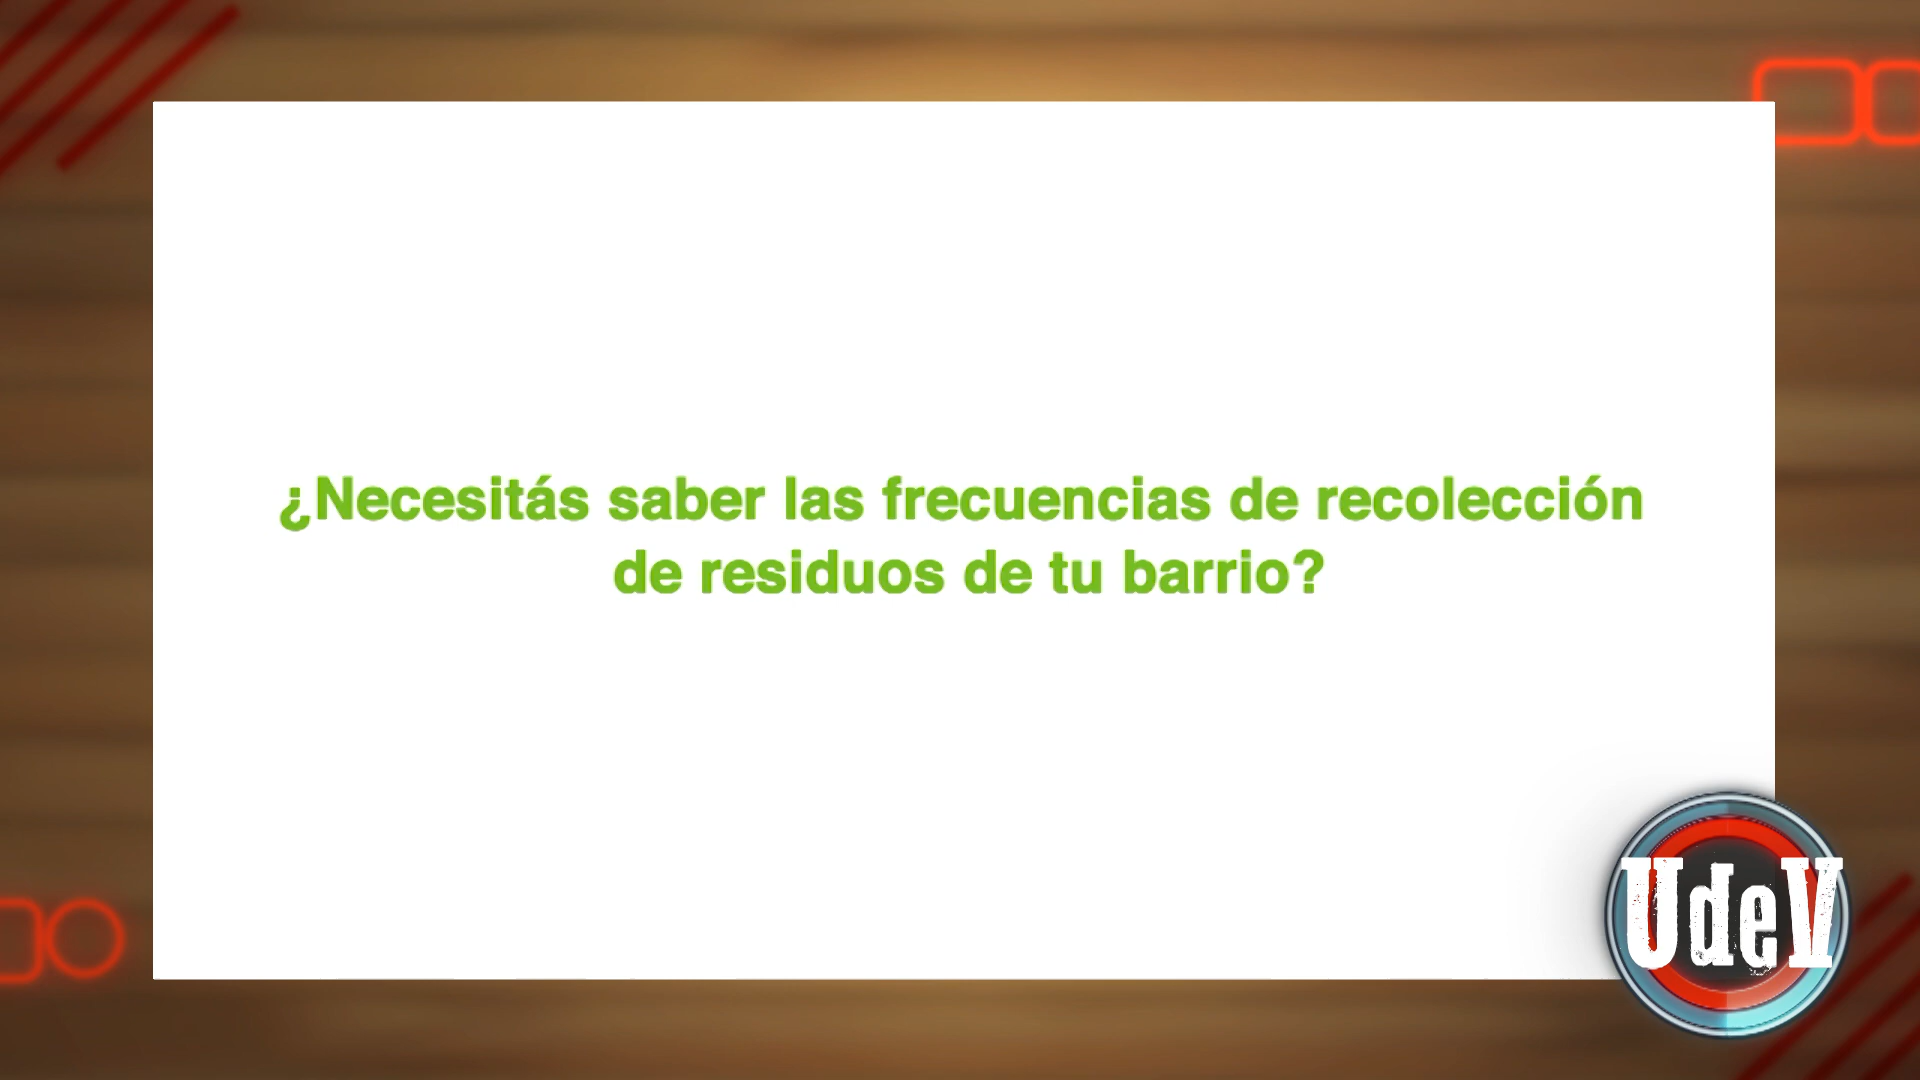 ¿Necesitás saber las frecuencias de recolección
de residuos de tu barrio?
UdeV